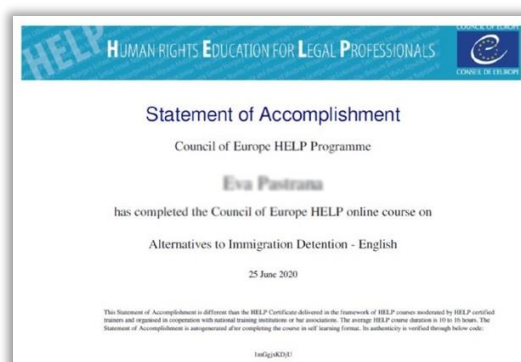 COUNCIL OF EUROPE
HELP
HUMAN RIGHTS EDUCATION FOR LEGAL PROFESSIONALS
CONSEIL DE L'EUROPE
Statement of Accomplishment
Council of Europe HELP Programme
Eva Pastrana
has completed the Council of Europe HELP online course on
Alternatives to Immigration Detention - English
25 June 2020
This Statement of Accomplishment is different than the HELP Certificate delivered in the framework of HELP courses moderated by HELP certified
trainers and organised in cooperation with national training institutions or bar associations. The average HELP course duration is 10 to 16 hours. The
Statement of Accomplishment is autogenerated after completing the course in self learning format. Its authenticity is verified through below code: